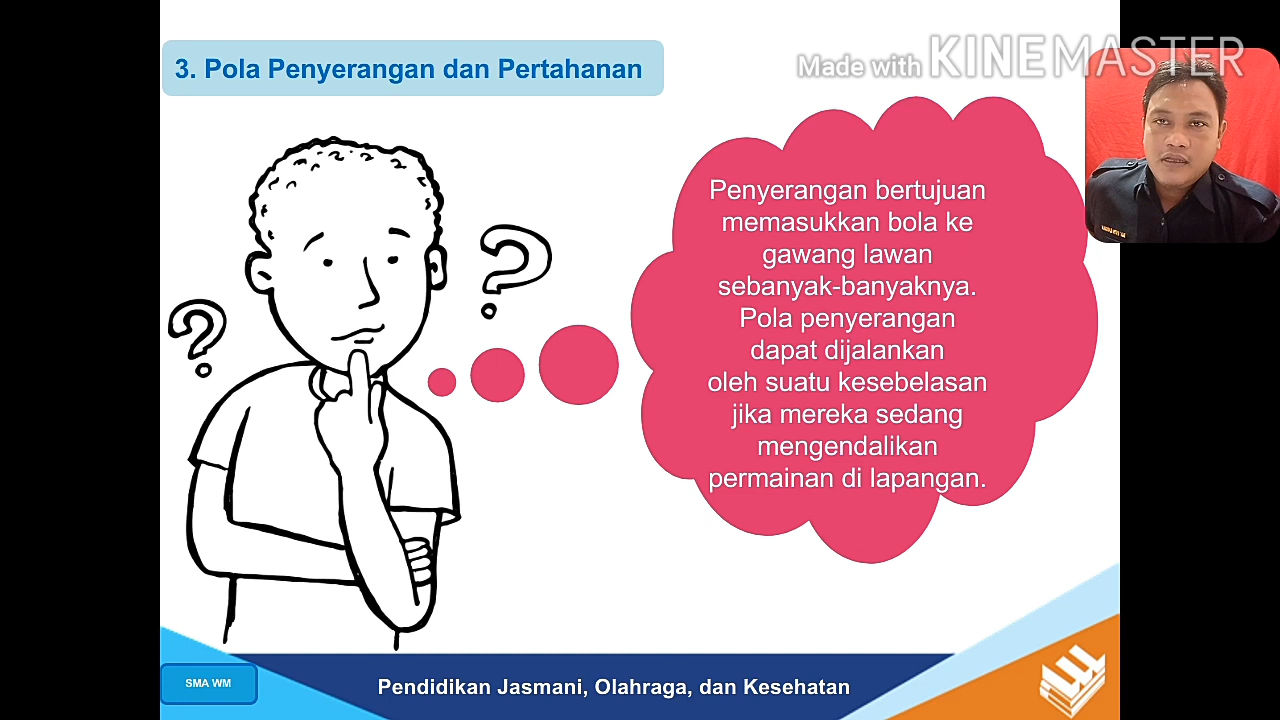 3. Pola Penyerangan dan Pertahanan
Made with KINEMASTER
Penyerangan bertujuan
memasukkan bola ke
gawang lawan
sebanyak-banyaknya.
Pola penyerangan
dapat dijalankan
oleh suatu kesebelasan
jika mereka sedang
mengendalikan
permainan di lapangan.
?
?
SMA WM
Pendidikan Jasmani, Olahraga, dan Kesehatan